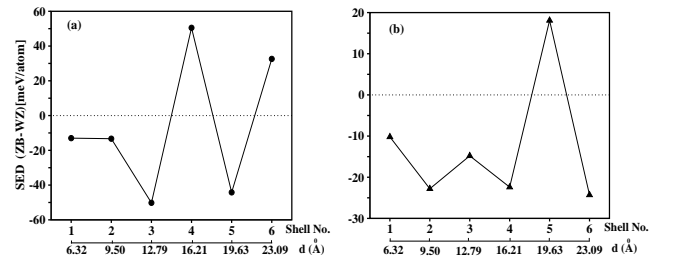 (a)
SED (ZB-WZ)[meV/atom]
60
40
20
0
-20
-40
-60
1 2 3 4 5 6 Shell No.
6.32 9.50 12.79 16.21 19.63 23.09 d (Å)
(b)
20
10
0
-10
-20
-30
1 2 3 4 5 6 Shell No.
6.32 9.50 12.79 16.21 19.63 23.09 d (Å)